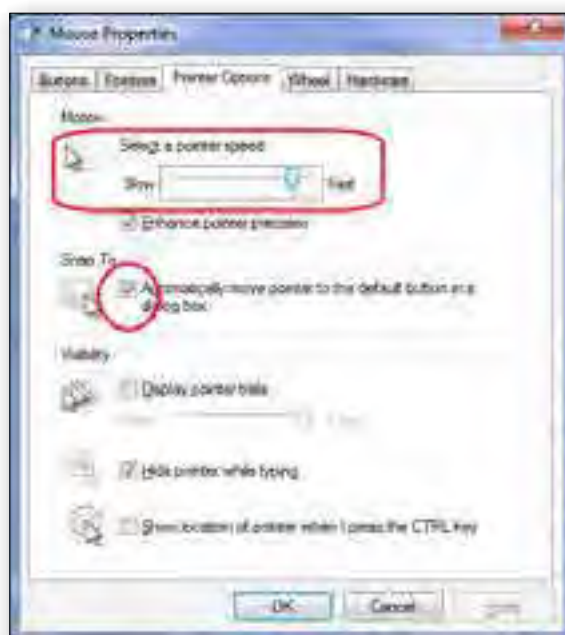 Mouse Properties
Buttons Pointers Pointer Options Wheel Hardware
Motion
Select a pointer speed:
Slow Fast
Enhance pointer precision
Snap To
Automatically move pointer to the default button in a
dialog box
Visibility
Display pointer trails
Hide pointer while typing
Show location of pointer when I press the CTRL key
OK Cancel